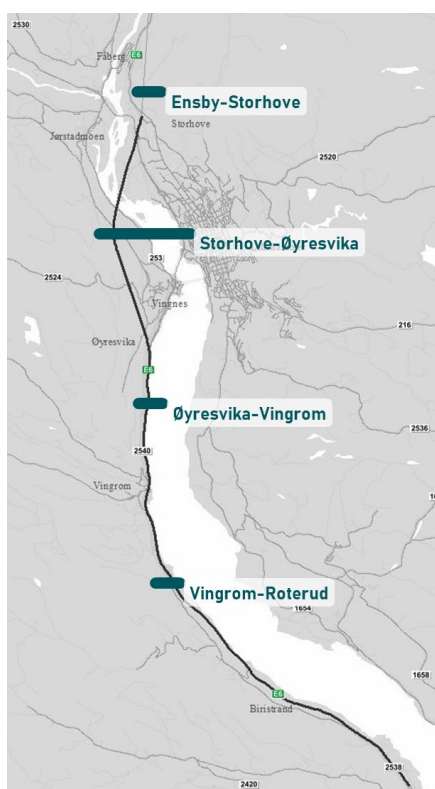 2530
Fåberg
E6
Ensby-Storhove
Storhove
Jørstadmoen
2520
Storhove-Øyresvika
253
2524
Vingnes
216
Øyresvika
E6
Øyresvika-Vingrom
2536
2540
Vingrom
Vingrom-Roterud
1654
1658
E6
Biristrand
2538
2420